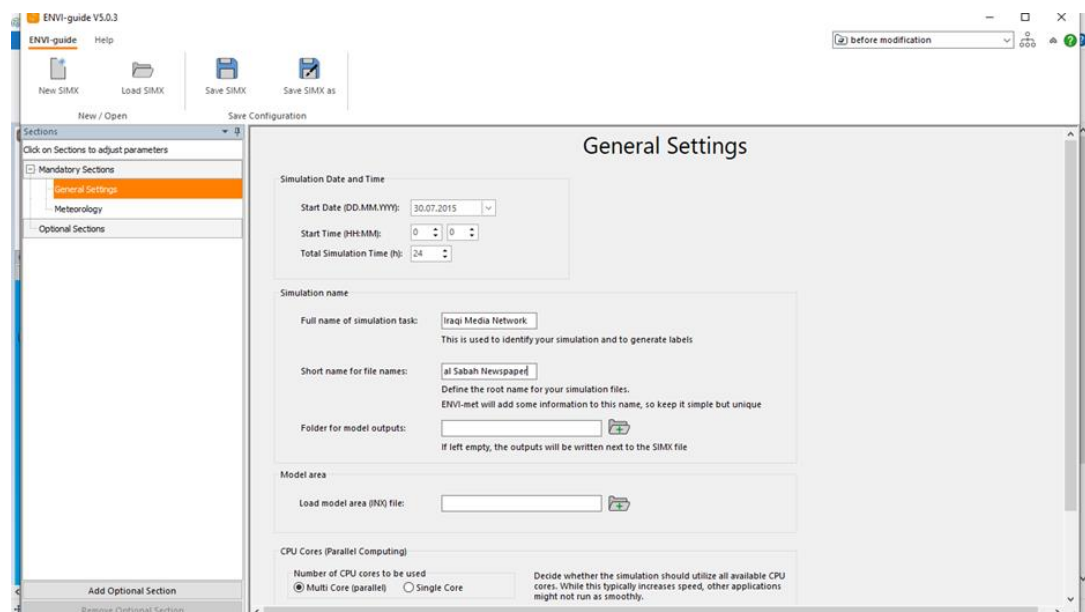 ENVI-guide V5.0.3
ENVI-guide Help
before modification
New SIMX Load SIMX Save SIMX Save SIMX as
New / Open Save Configuration
Sections
Click on Sections to adjust parameters
Mandatory Sections
General Settings
Meteorology
Optional Sections
Add Optional Section
Remove Optional Section
General Settings
Simulation Date and Time
Start Date (DD.MM.YYYY): 30.07.2015
Start Time (HH:MM): 0 0
Total Simulation Time (h): 24
Simulation name
Full name of simulation task: Iraqi Media Network
This is used to identify your simulation and to generate labels
Short name for file names: al Sabah Newspaper
Define the root name for your simulation files.
ENVI-met will add some information to this name, so keep it simple but unique
Folder for model outputs:
If left empty, the outputs will be written next to the SIMX file
Model area
Load model area (INX) file:
CPU Cores (Parallel Computing)
Number of CPU cores to be used
Multi Core (parallel) Single Core
Decide whether the simulation should utilize all available CPU
cores. While this typically increases speed, other applications
might not run as smoothly.